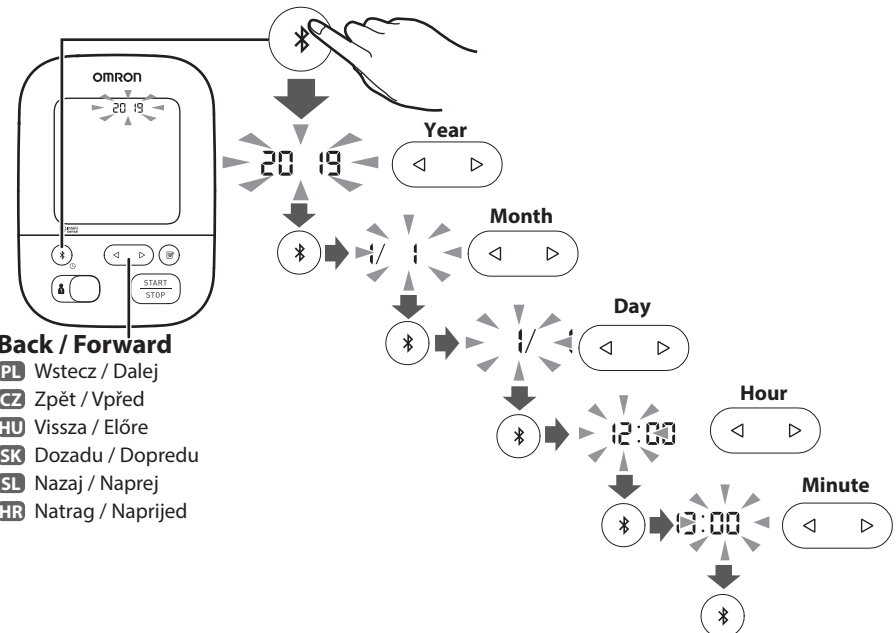 OMRON
20 19
START
STOP
20 19
Year
Month
1/ 1
Day
1/ 1
Hour
12:00
Minute
13:00
Back / Forward
PL Wstecz / Dalej
CZ Zpět / Vpřed
HU Vissza / Előre
SK Dozadu / Dopredu
SL Nazaj / Naprej
HR Natrag / Naprijed